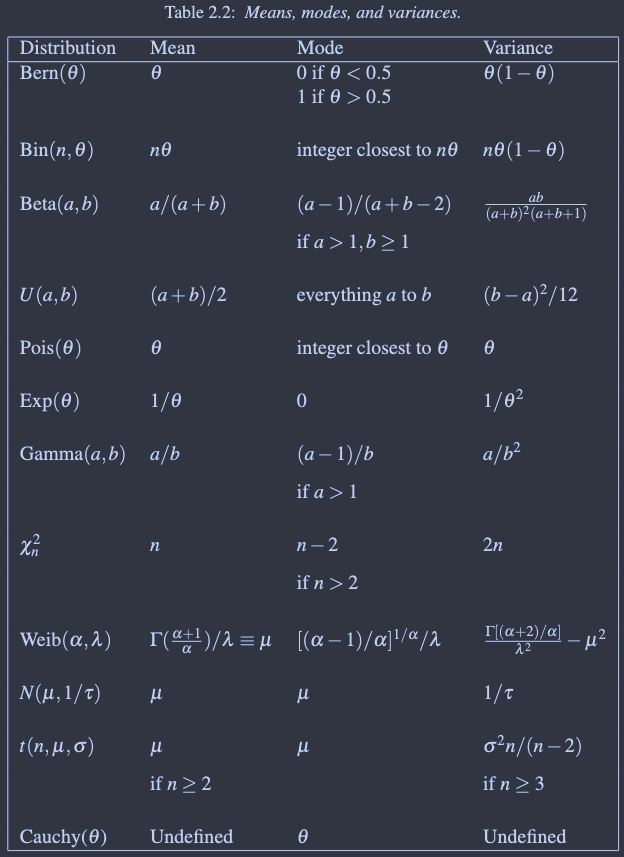 Table 2.2: Means, modes, and variances.
Distribution Mean Mode Variance
Bern(θ) θ 0 if θ < 0.5 θ(1 − θ)
1 if θ > 0.5
Bin(n, θ) nθ integer closest to nθ nθ(1 − θ)
Beta(a, b) a/(a + b) (a − 1)/(a + b − 2) ab/((a+b)²(a+b+1))
if a > 1, b ≥ 1
U(a, b) (a + b)/2 everything a to b (b − a)²/12
Pois(θ) θ integer closest to θ θ
Exp(θ) 1/θ 0 1/θ²
Gamma(a, b) a/b (a − 1)/b a/b²
if a > 1
χ²ₙ n n − 2 2n
if n > 2
Weib(α, λ) Γ((α+1)/α)/λ ≡ μ [(α − 1)/α]^{1/α}/λ Γ[(α+2)/α]/λ² − μ²
N(μ, 1/τ) μ μ 1/τ
t(n, μ, σ) μ μ σ²n/(n − 2)
if n ≥ 2 if n ≥ 3
Cauchy(θ) Undefined θ Undefined